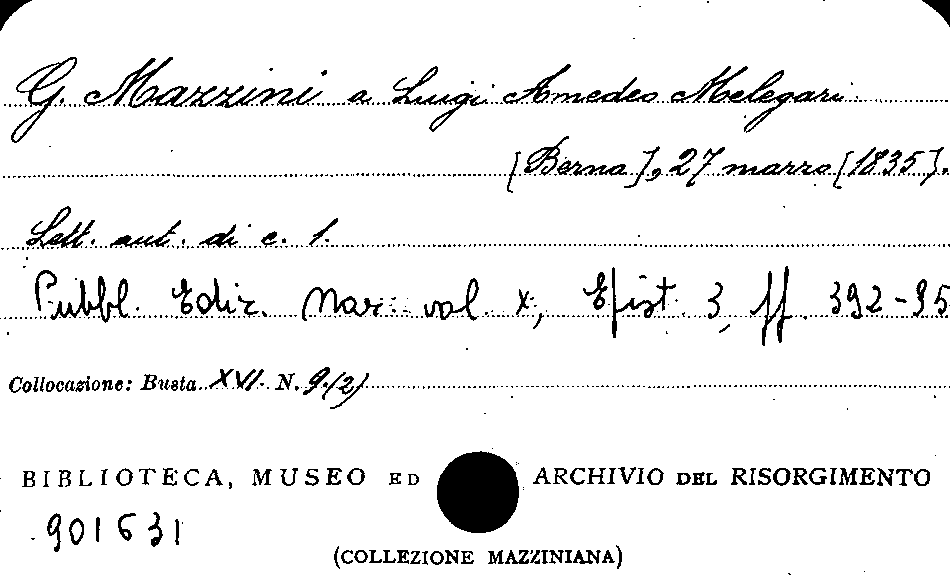 G. Mazzini a Luigi Amedeo Melegari
[Berna], 27 marzo [1835].
Lett. aut. di c. 1.
Pubbl. Ediz. Naz. vol. X, Epist. 3, pp. 392-95
Collocazione: Busta XVI. N. 9.(2)
BIBLIOTECA, MUSEO ED ARCHIVIO DEL RISORGIMENTO
901631
(COLLEZIONE MAZZINIANA)